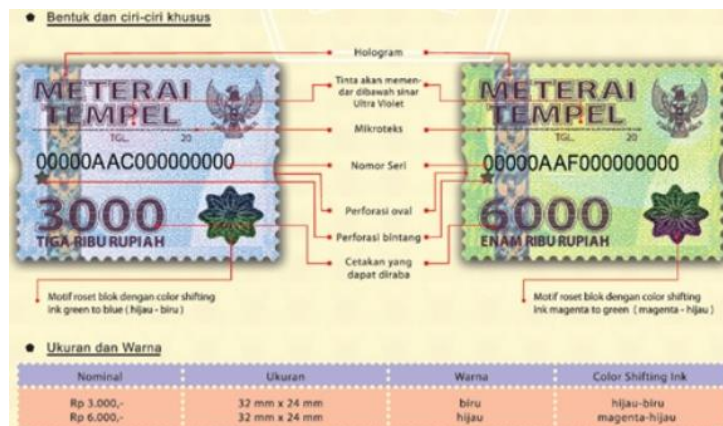 Bentuk dan ciri-ciri khusus
Hologram
Tinta akan memen-
dar dibawah sinar
Ultra Violet
Mikroteks
Nomor Seri
Perforasi oval
Perforasi bintang
Cetakan yang
dapat diraba
METERAI
TEMPEL
TGL. 20
00000AAC000000000
3000
TIGA RIBU RUPIAH
METERAI
TEMPEL
TGL. 20
00000AAF000000000
6000
ENAM RIBU RUPIAH
Motif roset blok dengan color shifting
ink green to blue ( hijau - biru )
Motif roset blok dengan color shifting
ink magenta to green ( magenta - hijau )
Ukuran dan Warna
Nominal Ukuran Warna Color Shifting Ink
Rp 3.000,- 32 mm x 24 mm biru hijau-biru
Rp 6.000,- 32 mm x 24 mm hijau magenta-hijau